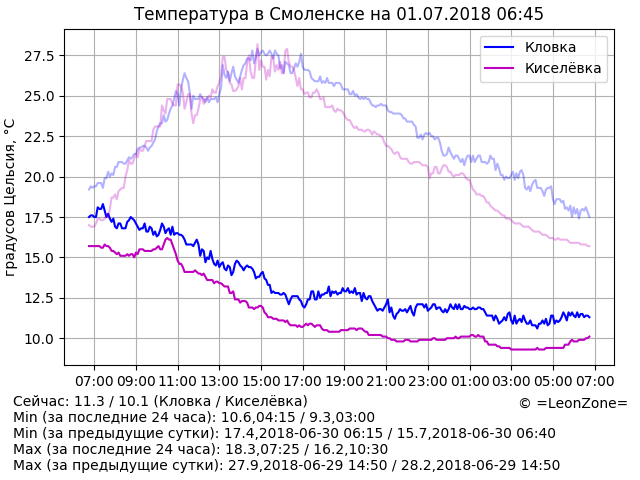 Температура в Смоленске на 01.07.2018 06:45
градусов Цельсия, °C
27.5
25.0
22.5
20.0
17.5
15.0
12.5
10.0
Кловка
Киселёвка
07:00 09:00 11:00 13:00 15:00 17:00 19:00 21:00 23:00 01:00 03:00 05:00 07:00
Сейчас: 11.3 / 10.1 (Кловка / Киселёвка)
© =LeonZone=
Min (за последние 24 часа): 10.6,04:15 / 9.3,03:00
Min (за предыдущие сутки): 17.4,2018-06-30 06:15 / 15.7,2018-06-30 06:40
Max (за последние 24 часа): 18.3,07:25 / 16.2,10:30
Max (за предыдущие сутки): 27.9,2018-06-29 14:50 / 28.2,2018-06-29 14:50